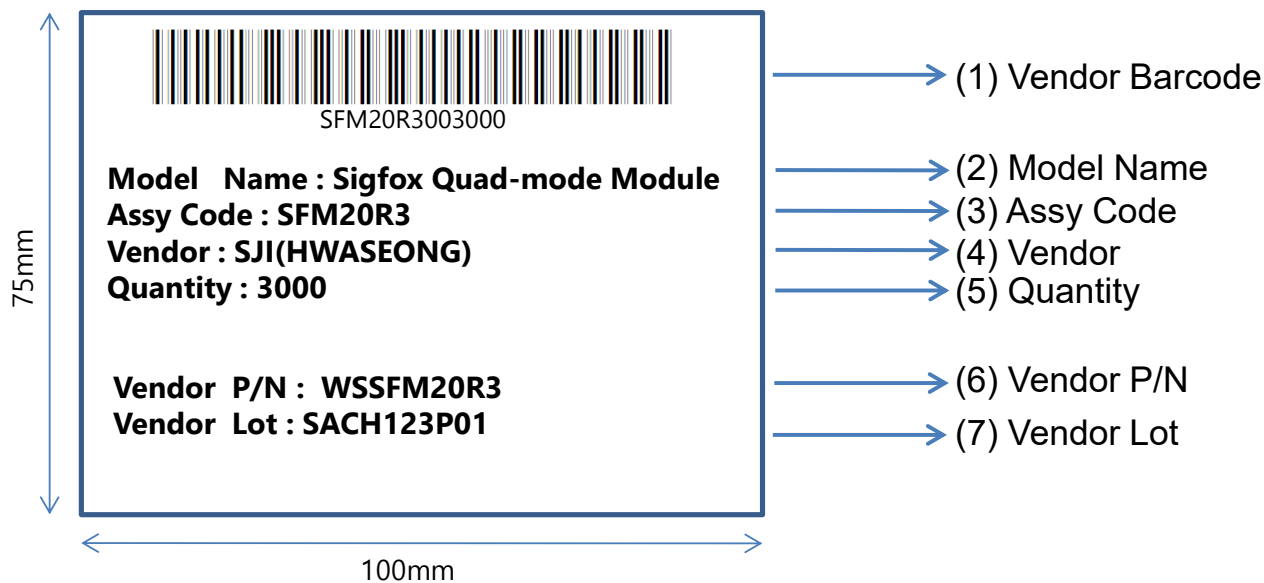 SFM20R3003000
(1) Vendor Barcode
Model Name : Sigfox Quad-mode Module
(2) Model Name
Assy Code : SFM20R3
(3) Assy Code
Vendor : SJI(HWASEONG)
(4) Vendor
Quantity : 3000
(5) Quantity
Vendor P/N : WSSFM20R3
(6) Vendor P/N
Vendor Lot : SACH123P01
(7) Vendor Lot
75mm
100mm